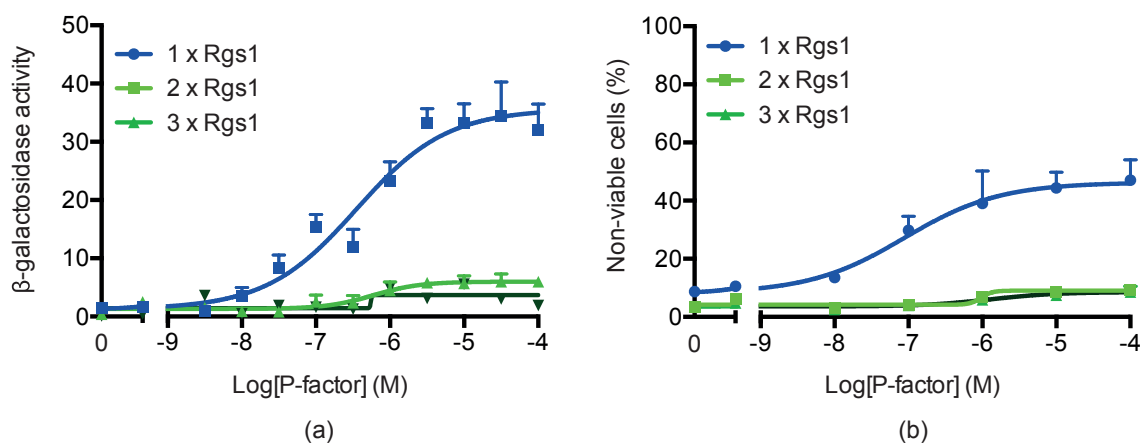 β-galactosidase activity
50
40
30
20
10
0
1 x Rgs1
2 x Rgs1
3 x Rgs1
0
-9
-8
-7
-6
-5
-4
Log[P-factor] (M)
(a)
Non-viable cells (%)
100
80
60
40
20
0
1 x Rgs1
2 x Rgs1
3 x Rgs1
0
-9
-8
-7
-6
-5
-4
Log[P-factor] (M)
(b)